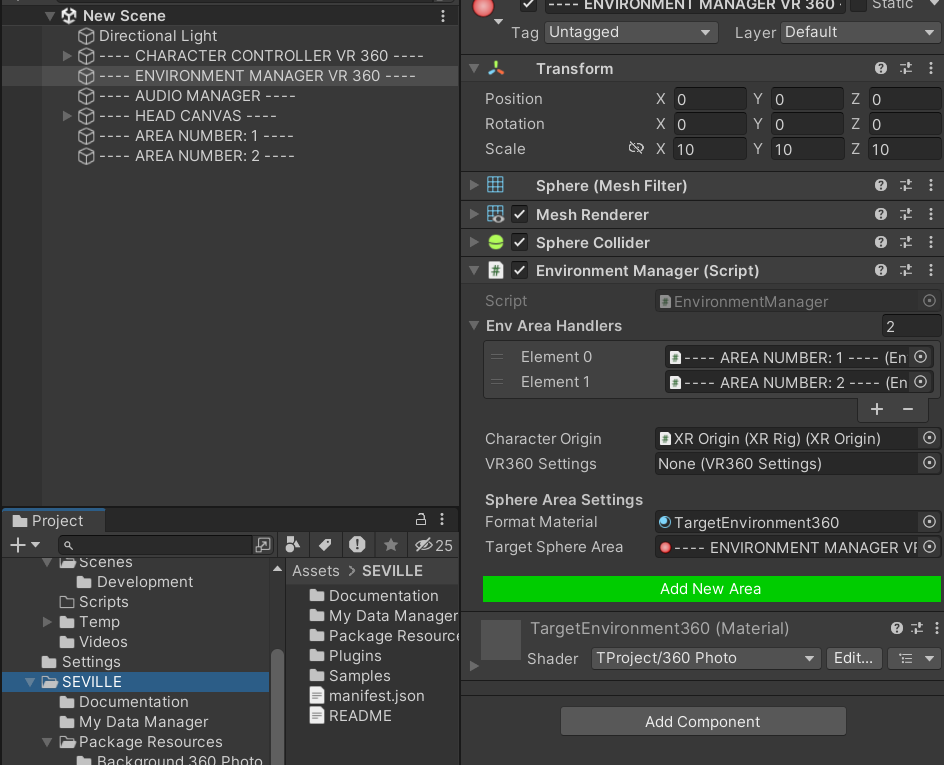 New Scene
Directional Light
---- CHARACTER CONTROLLER VR 360 ----
---- ENVIRONMENT MANAGER VR 360 ----
---- AUDIO MANAGER ----
---- HEAD CANVAS ----
---- AREA NUMBER: 1 ----
---- AREA NUMBER: 2 ----
Project
25
Scenes
Development
Scripts
Temp
Videos
Settings
SEVILLE
Documentation
My Data Manager
Package Resources
Background 360 Photo
Assets > SEVILLE
Documentation
My Data Manager
Package Resource
Plugins
Samples
manifest.json
README
---- ENVIRONMENT MANAGER VR 360 -
Static
Tag Untagged Layer Default
Transform
Position X 0 Y 0 Z 0
Rotation X 0 Y 0 Z 0
Scale X 10 Y 10 Z 10
Sphere (Mesh Filter)
Mesh Renderer
Sphere Collider
Environment Manager (Script)
Script EnvironmentManager
Env Area Handlers 2
Element 0 ---- AREA NUMBER: 1 ---- (En
Element 1 ---- AREA NUMBER: 2 ---- (En
+ −
Character Origin XR Origin (XR Rig) (XR Origin)
VR360 Settings None (VR360 Settings)
Sphere Area Settings
Format Material TargetEnvironment360
Target Sphere Area ---- ENVIRONMENT MANAGER VR
Add New Area
TargetEnvironment360 (Material)
Shader TProject/360 Photo Edit...
Add Component